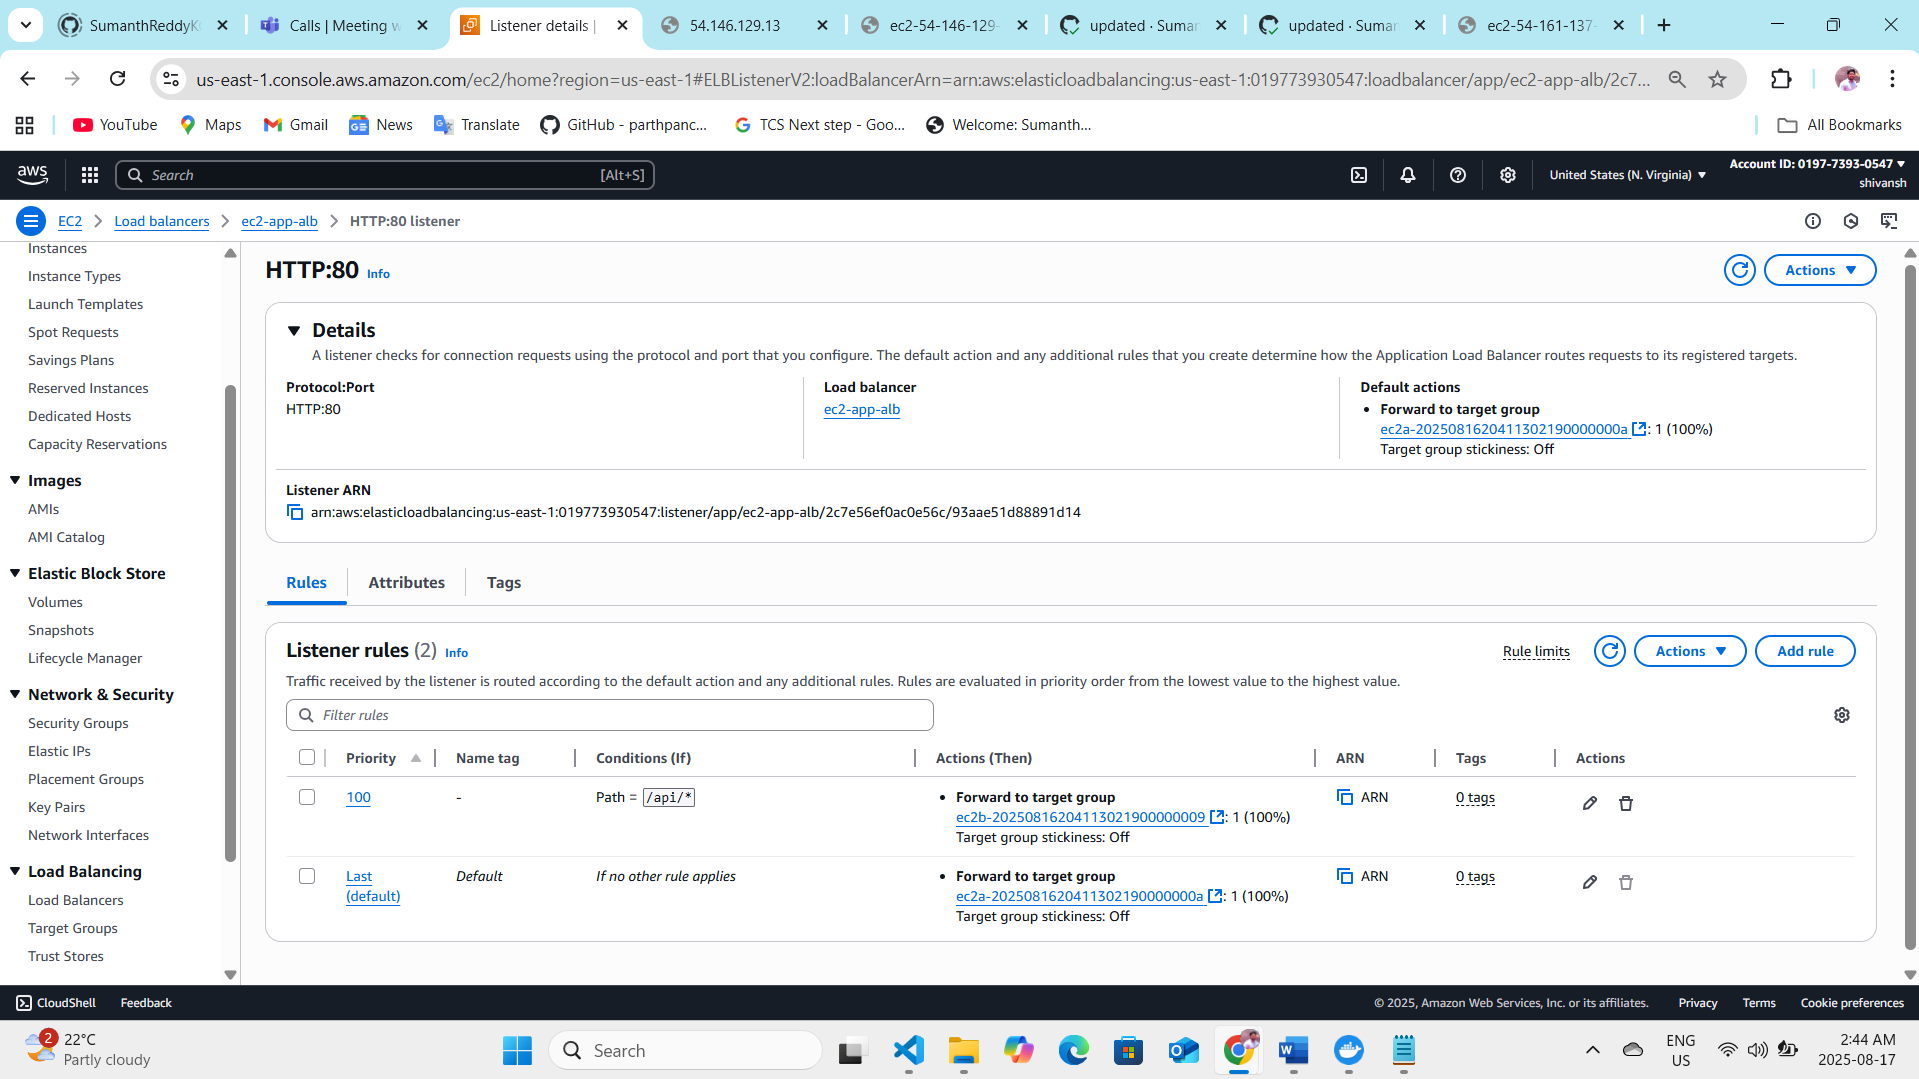 SumanthReddyK
Calls | Meeting w
Listener details |
54.146.129.13
ec2-54-146-129-
updated · Suman
updated · Suman
ec2-54-161-137-
us-east-1.console.aws.amazon.com/ec2/home?region=us-east-1#ELBListenerV2:loadBalancerArn=arn:aws:elasticloadbalancing:us-east-1:019773930547:loadbalancer/app/ec2-app-alb/2c7...
YouTube
Maps
Gmail
News
Translate
GitHub - parthpanc...
TCS Next step - Goo...
Welcome: Sumanth...
All Bookmarks
aws
Search
[Alt+S]
United States (N. Virginia)
Account ID: 0197-7393-0547
shivansh
EC2
Load balancers
ec2-app-alb
HTTP:80 listener
Instances
Instance Types
Launch Templates
Spot Requests
Savings Plans
Reserved Instances
Dedicated Hosts
Capacity Reservations
Images
AMIs
AMI Catalog
Elastic Block Store
Volumes
Snapshots
Lifecycle Manager
Network & Security
Security Groups
Elastic IPs
Placement Groups
Key Pairs
Network Interfaces
Load Balancing
Load Balancers
Target Groups
Trust Stores
HTTP:80 Info
Actions
Details
A listener checks for connection requests using the protocol and port that you configure. The default action and any additional rules that you create determine how the Application Load Balancer routes requests to its registered targets.
Protocol:Port
HTTP:80
Load balancer
ec2-app-alb
Default actions
• Forward to target group
ec2a-20250816204113021900000000a: 1 (100%)
Target group stickiness: Off
Listener ARN
arn:aws:elasticloadbalancing:us-east-1:019773930547:listener/app/ec2-app-alb/2c7e56ef0ac0e56c/93aae51d88891d14
Rules
Attributes
Tags
Listener rules (2) Info
Rule limits
Actions
Add rule
Traffic received by the listener is routed according to the default action and any additional rules. Rules are evaluated in priority order from the lowest value to the highest value.
Filter rules
Priority
Name tag
Conditions (If)
Actions (Then)
ARN
Tags
Actions
100
-
Path = /api/*
• Forward to target group
ec2b-202508162041130219000000009: 1 (100%)
Target group stickiness: Off
ARN
0 tags
Last
(default)
Default
If no other rule applies
• Forward to target group
ec2a-20250816204113021900000000a: 1 (100%)
Target group stickiness: Off
ARN
0 tags
CloudShell
Feedback
© 2025, Amazon Web Services, Inc. or its affiliates.
Privacy
Terms
Cookie preferences
2
22°C
Partly cloudy
Search
ENG
US
2:44 AM
2025-08-17